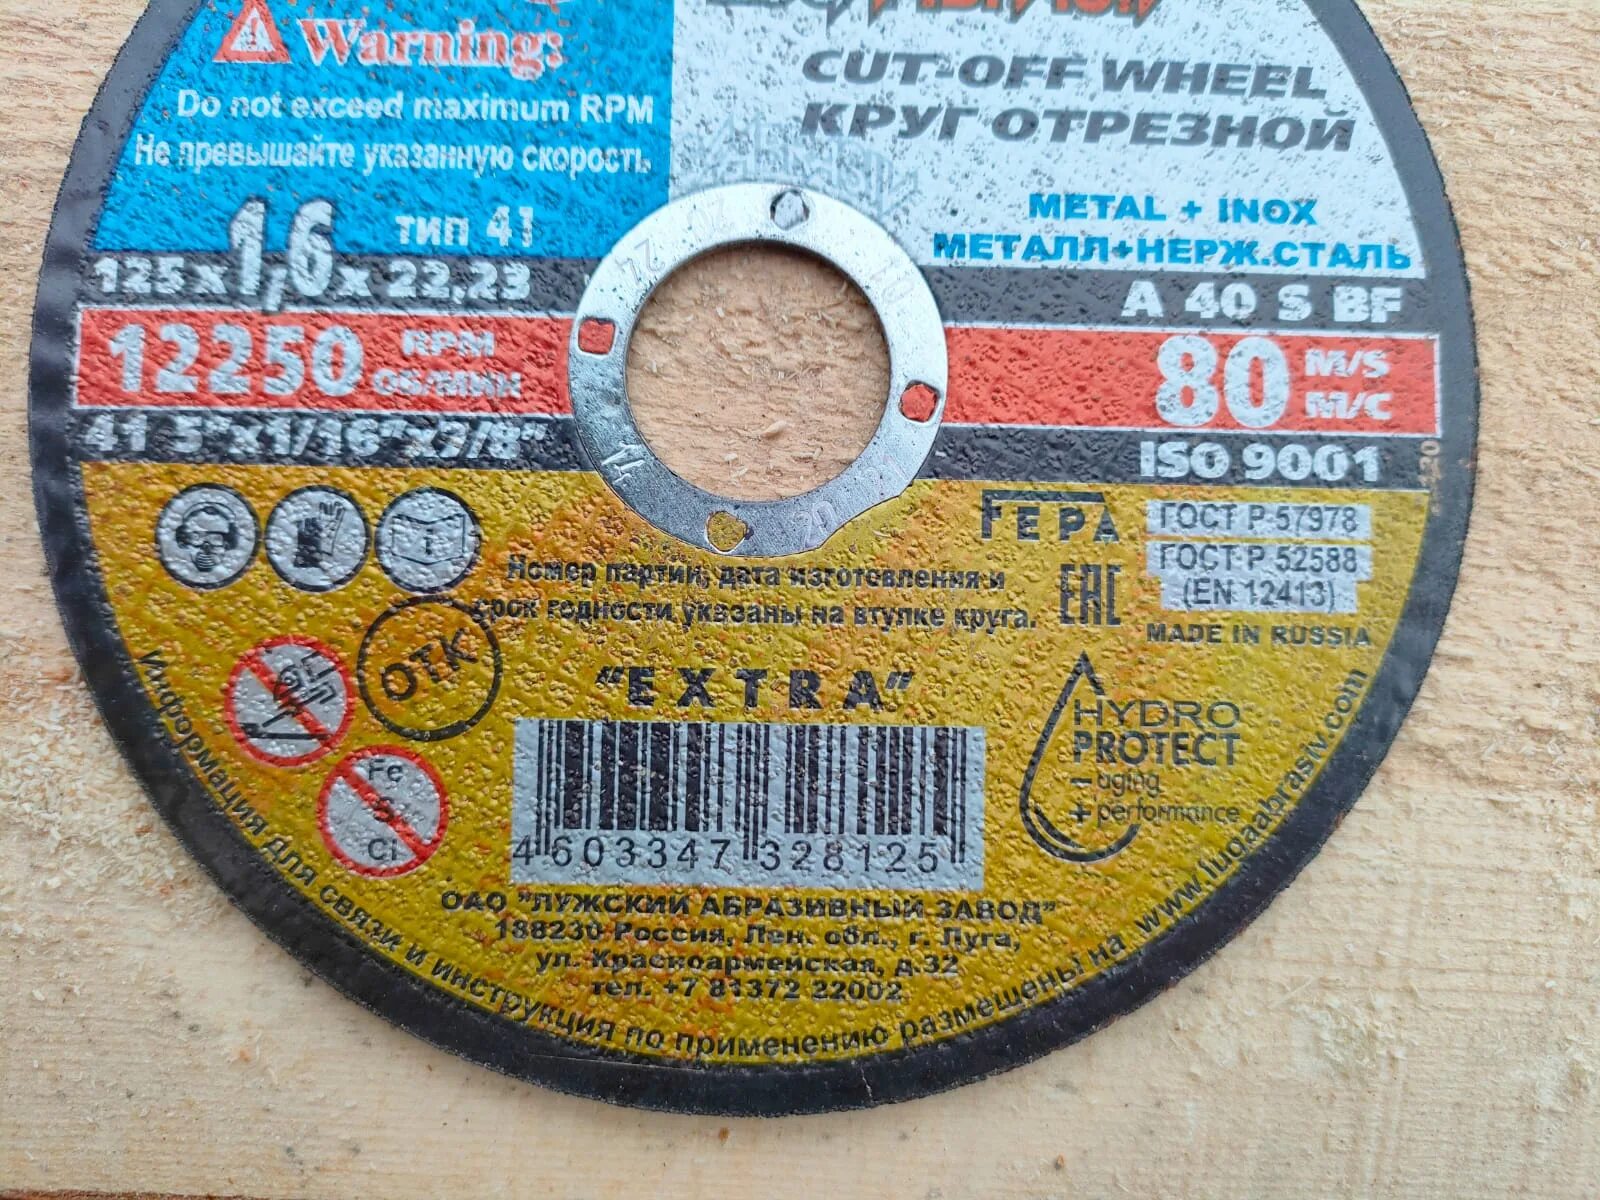 Warning:
Do not exceed maximum RPM
Не превышайте указанную скорость
CUT-OFF WHEEL
КРУГ ОТРЕЗНОЙ
METAL + INOX
МЕТАЛЛ+НЕРЖ.СТАЛЬ
тип 41
125x1,6x22,23
A 40 S BF
12250 RPM
ОБ/МИН
80 M/S
М/С
41 5"x1/16"x7/8"
ISO 9001
FEPA
ГОСТ Р 57978
ГОСТ Р 52588
(EN 12413)
EAC
MADE IN RUSSIA
Номер партии, дата изготовления и
срок годности указаны на втулке круга.
ОТК
"EXTRA"
HYDRO
PROTECT
– aging
+ performance
Fe
S
Cl
4 603347 328125
ОАО "ЛУЖСКИЙ АБРАЗИВНЫЙ ЗАВОД"
188230 Россия, Лен. обл., г. Луга,
ул. Красноармейская, д.32
тел. +7 81372 22002
Информация для связи и инструкция по применению размещены на www.lugaabrasiv.com